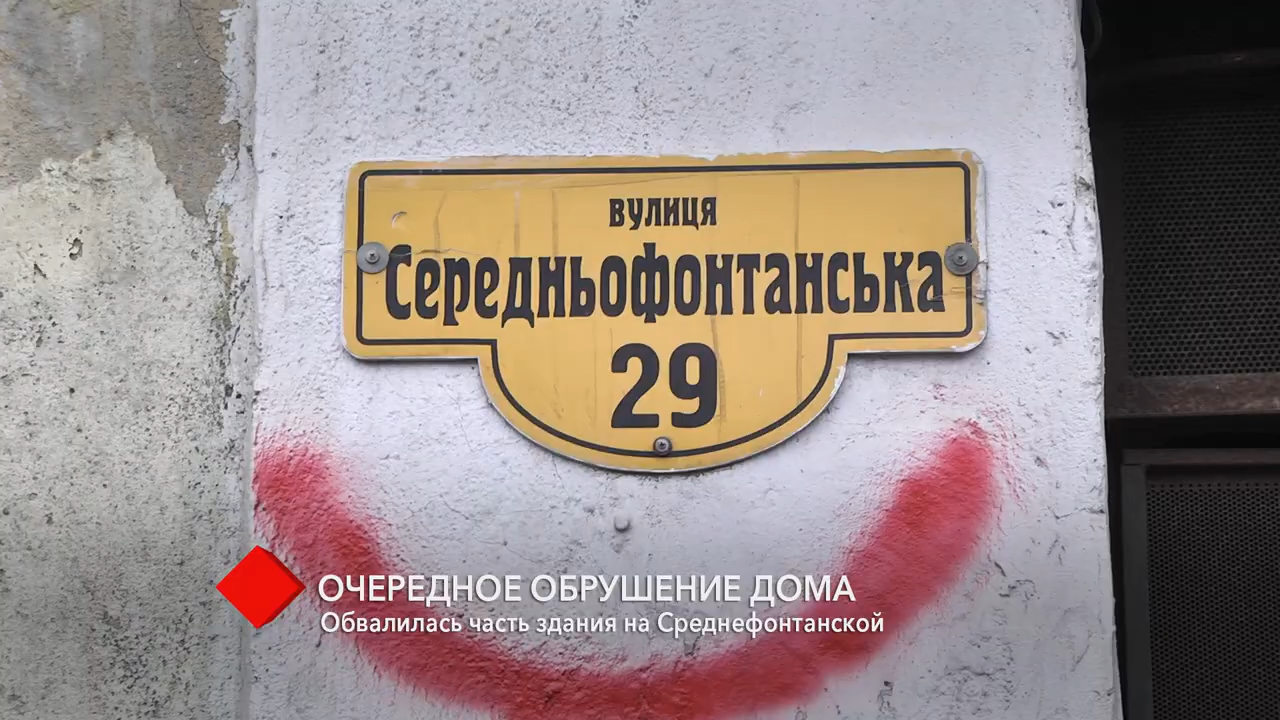 вулиця
Середньофонтанська
29
ОЧЕРЕДНОЕ ОБРУШЕНИЕ ДОМА
Обвалилась часть здания на Среднефонтанской